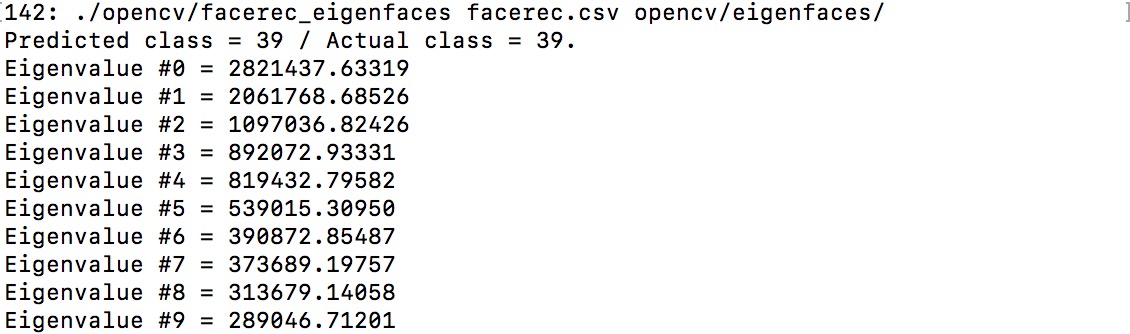 [142: ./opencv/facerec_eigenfaces facerec.csv opencv/eigenfaces/ ]
Predicted class = 39 / Actual class = 39.
Eigenvalue #0 = 2821437.63319
Eigenvalue #1 = 2061768.68526
Eigenvalue #2 = 1097036.82426
Eigenvalue #3 = 892072.93331
Eigenvalue #4 = 819432.79582
Eigenvalue #5 = 539015.30950
Eigenvalue #6 = 390872.85487
Eigenvalue #7 = 373689.19757
Eigenvalue #8 = 313679.14058
Eigenvalue #9 = 289046.71201